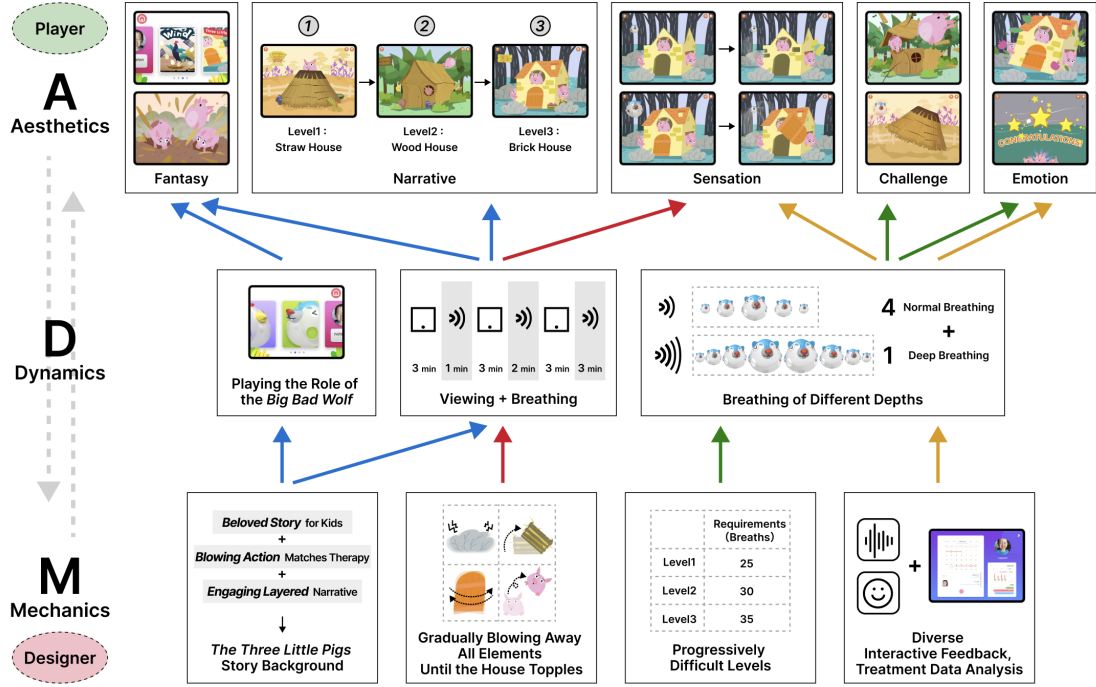 Player
A
Aesthetics
Wind
Three Little
Fantasy
1
2
3
Level1 :
Straw House
Level2 :
Wood House
Level3 :
Brick House
Narrative
Sensation
Challenge
CONGRATULATIONS!
Emotion
D
Dynamics
Playing the Role of
the Big Bad Wolf
3 min 1 min 3 min 2 min 3 min 3 min
Viewing + Breathing
4 Normal Breathing
+
1 Deep Breathing
Breathing of Different Depths
M
Mechanics
Designer
Beloved Story for Kids
+
Blowing Action Matches Therapy
+
Engaging Layered Narrative
The Three Little Pigs
Story Background
Gradually Blowing Away
All Elements
Until the House Topples
Requirements
(Breaths)
Level1 25
Level2 30
Level3 35
Progressively
Difficult Levels
+
Diverse
Interactive Feedback,
Treatment Data Analysis